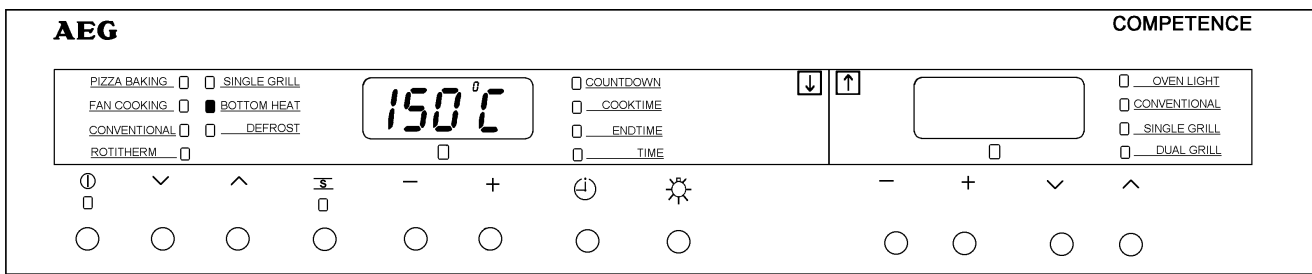 AEG
COMPETENCE
PIZZA BAKING
FAN COOKING
CONVENTIONAL
ROTITHERM
SINGLE GRILL
BOTTOM HEAT
DEFROST
150°C
COUNTDOWN
COOKTIME
ENDTIME
TIME
↓ ↑
OVEN LIGHT
CONVENTIONAL
SINGLE GRILL
DUAL GRILL
S
− +
− +